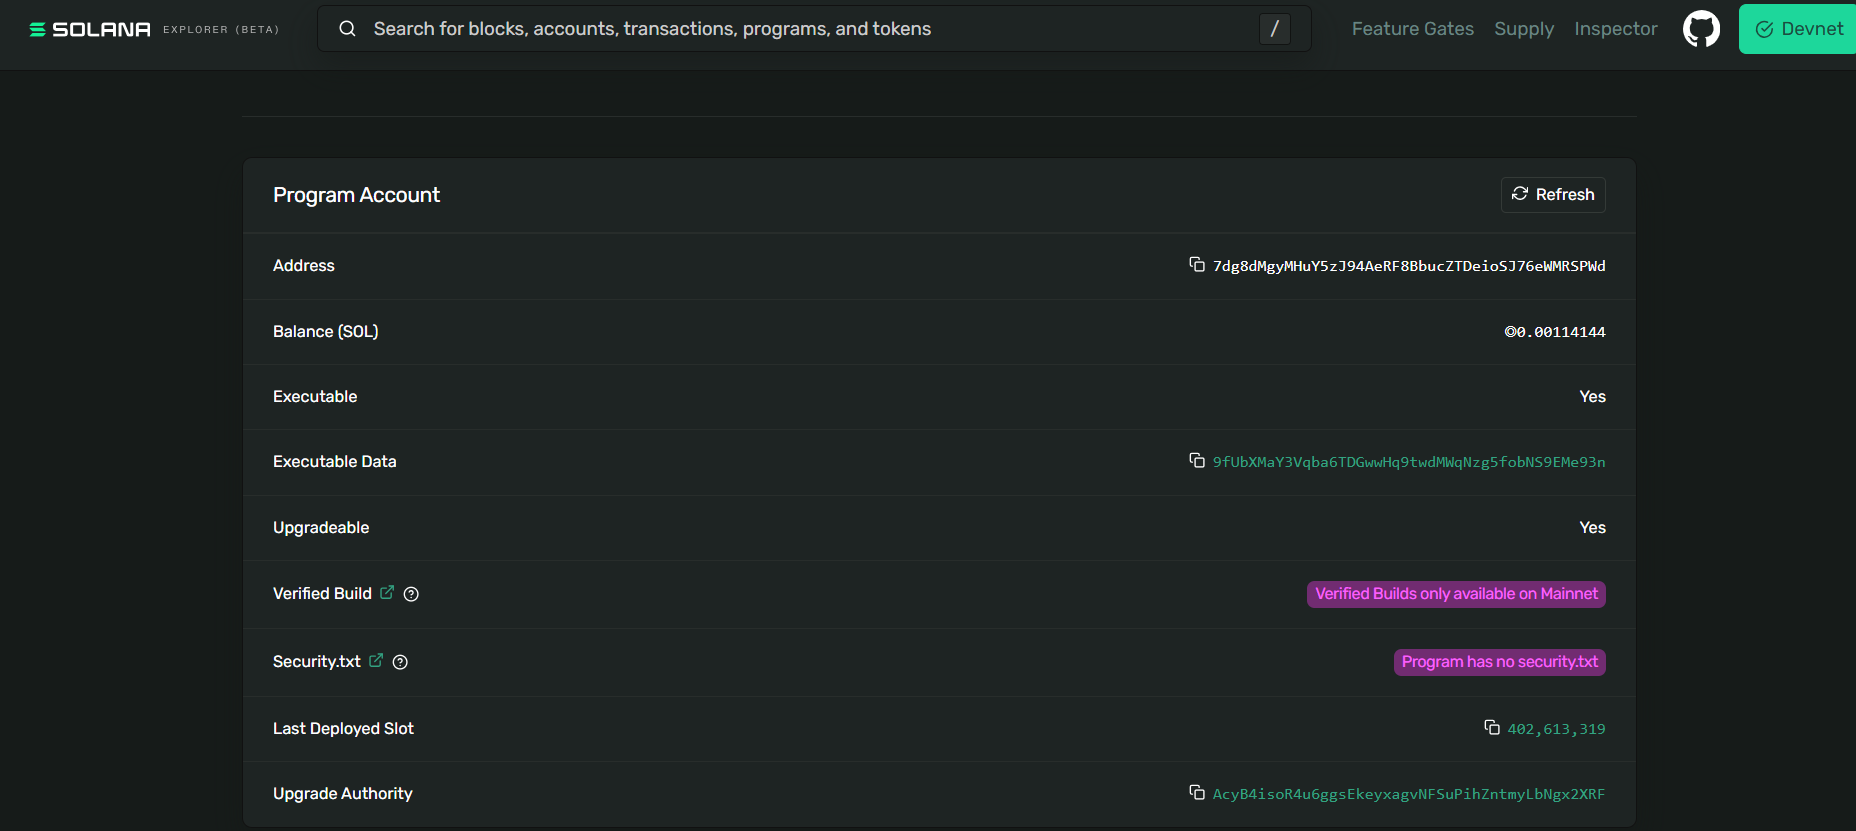 SOLANA EXPLORER (BETA)
Search for blocks, accounts, transactions, programs, and tokens /
Feature Gates Supply Inspector Devnet
Program Account Refresh
Address 7dg8dMgyMHuY5zJ94AeRF8BbucZTDeioSJ76eWMRSPWd
Balance (SOL) ◎0.00114144
Executable Yes
Executable Data 9fUbXMaY3Vqba6TDGwwHq9twdMWqNzg5fobNS9EMe93n
Upgradeable Yes
Verified Build Verified Builds only available on Mainnet
Security.txt Program has no security.txt
Last Deployed Slot 402,613,319
Upgrade Authority AcyB4isoR4u6ggsEkeyxagvNFSuPihZntmyLbNgx2XRF